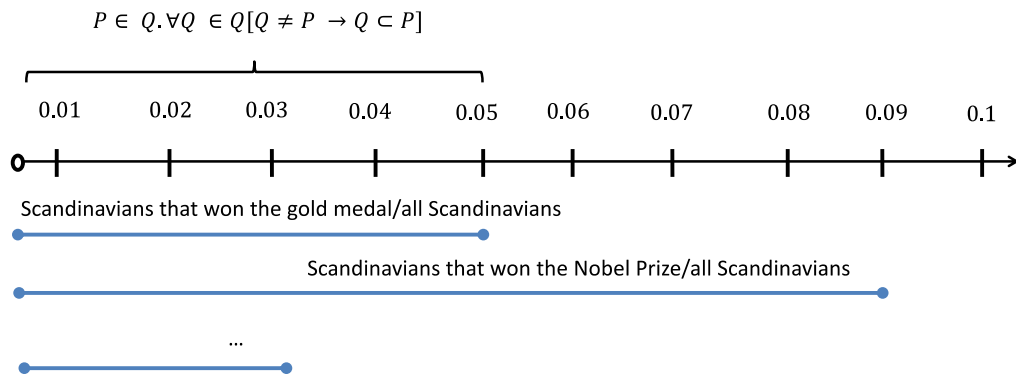 P ∈ Q. ∀Q ∈ Q[Q ≠ P → Q ⊂ P]
0.01 0.02 0.03 0.04 0.05 0.06 0.07 0.08 0.09 0.1
Scandinavians that won the gold medal/all Scandinavians
Scandinavians that won the Nobel Prize/all Scandinavians
...